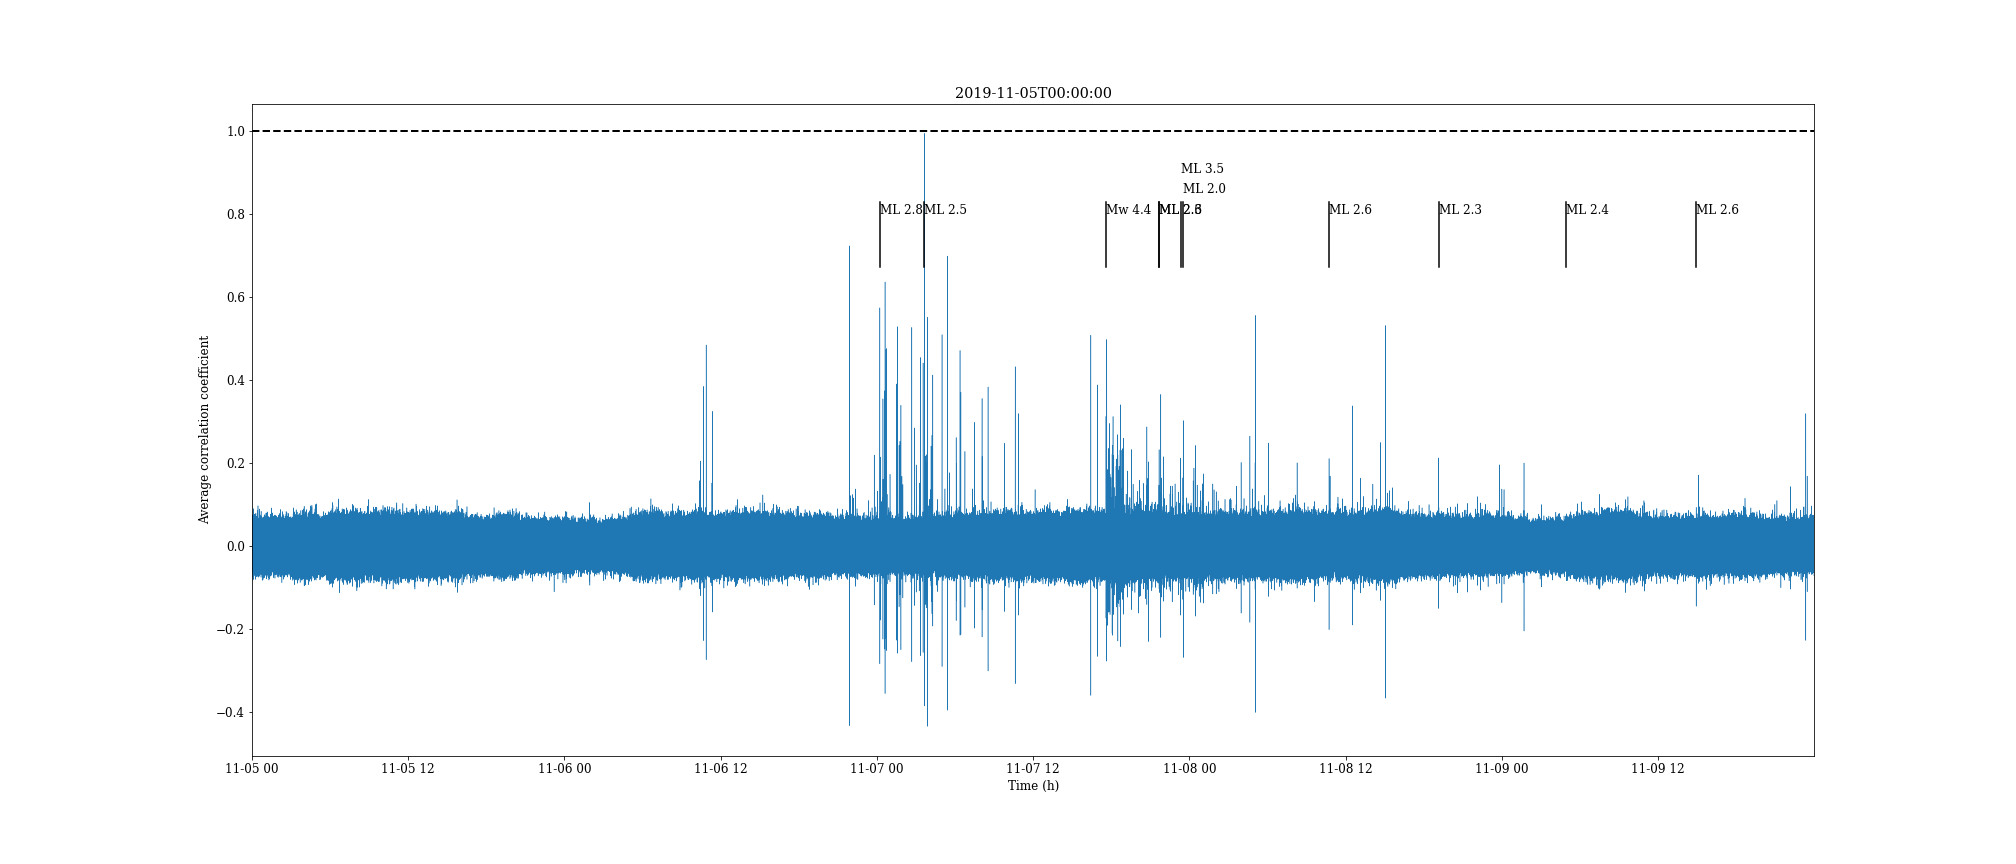 2019-11-05T00:00:00
1.0
ML 3.5
ML 2.0
0.8
ML 2.8
ML 2.5
Mw 4.4
ML 2.6
ML 2.3
ML 2.4
ML 2.6
0.6
0.4
0.2
0.0
−0.2
−0.4
Average correlation coefficient
11-05 00
11-05 12
11-06 00
11-06 12
11-07 00
11-07 12
11-08 00
11-08 12
11-09 00
11-09 12
Time (h)